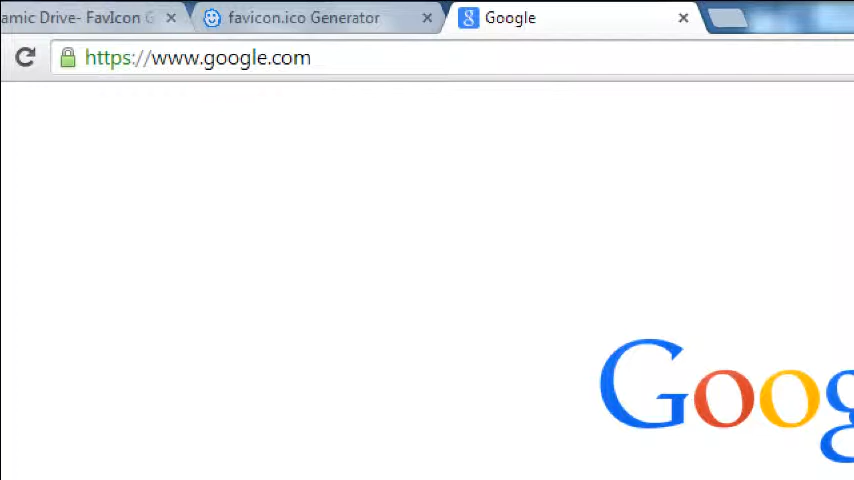 amic Drive- FavIcon G
favicon.ico Generator
Google
https://www.google.com
Goog